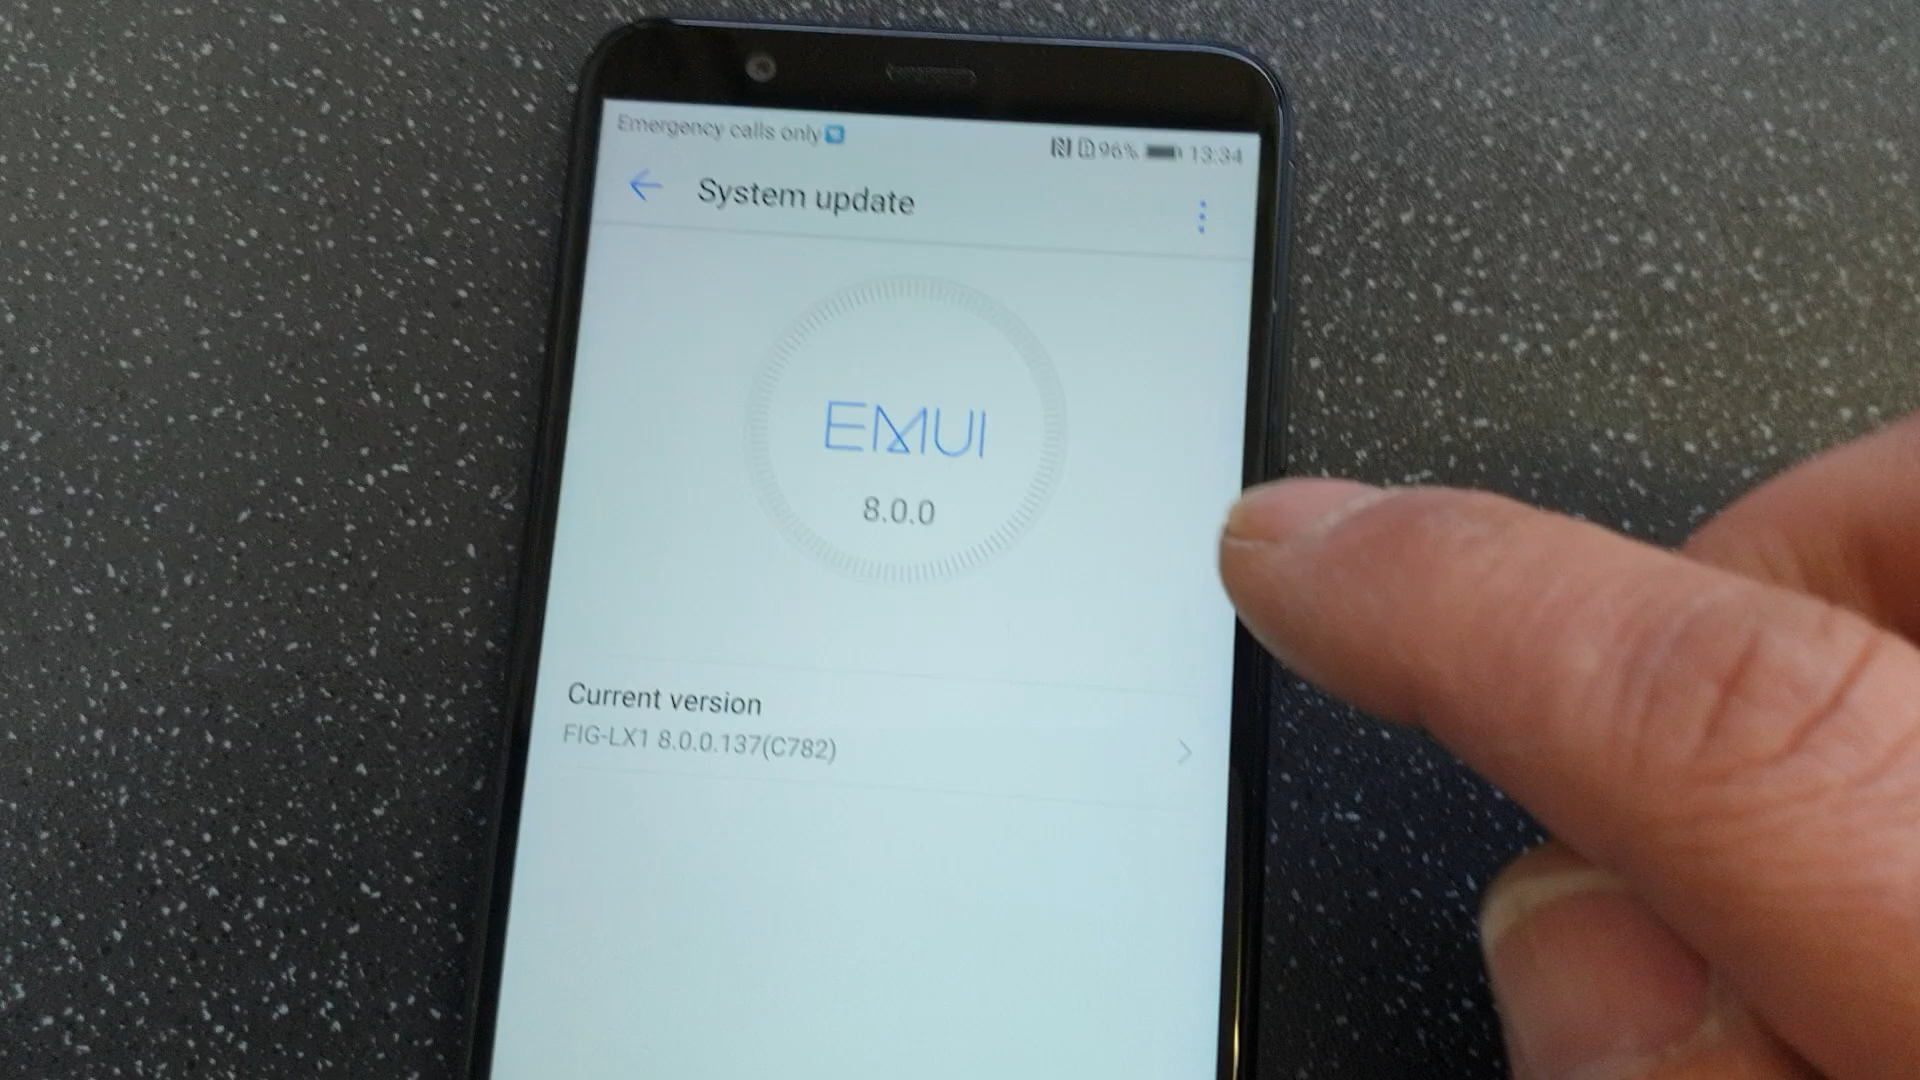 Emergency calls only
96% 13:34
System update
EMUI
8.0.0
Current version
FIG-LX1 8.0.0.137(C782)